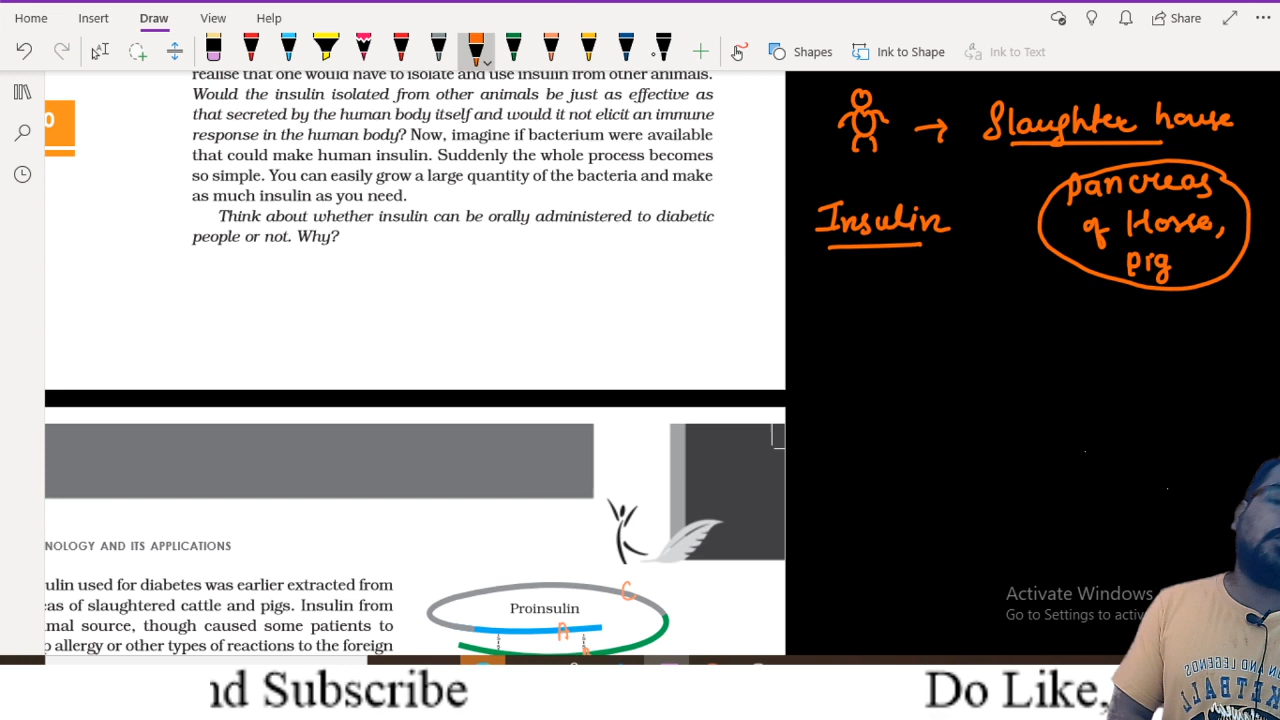 Home Insert Draw View Help
Share
Shapes
Ink to Shape
Ink to Text
realise that one would have to isolate and use insulin from other animals.
Would the insulin isolated from other animals be just as effective as
that secreted by the human body itself and would it not elicit an immune
response in the human body? Now, imagine if bacterium were available
that could make human insulin. Suddenly the whole process becomes
so simple. You can easily grow a large quantity of the bacteria and make
as much insulin as you need.
Think about whether insulin can be orally administered to diabetic
people or not. Why?
0
Slaughter house
Insulin
pancreas
of Horse,
pig
NOLOGY AND ITS APPLICATIONS
ulin used for diabetes was earlier extracted from
eas of slaughtered cattle and pigs. Insulin from
mal source, though caused some patients to
p allergy or other types of reactions to the foreign
C
Proinsulin
A
Activate Windows
Go to Settings to activ
nd Subscribe
Do Like,